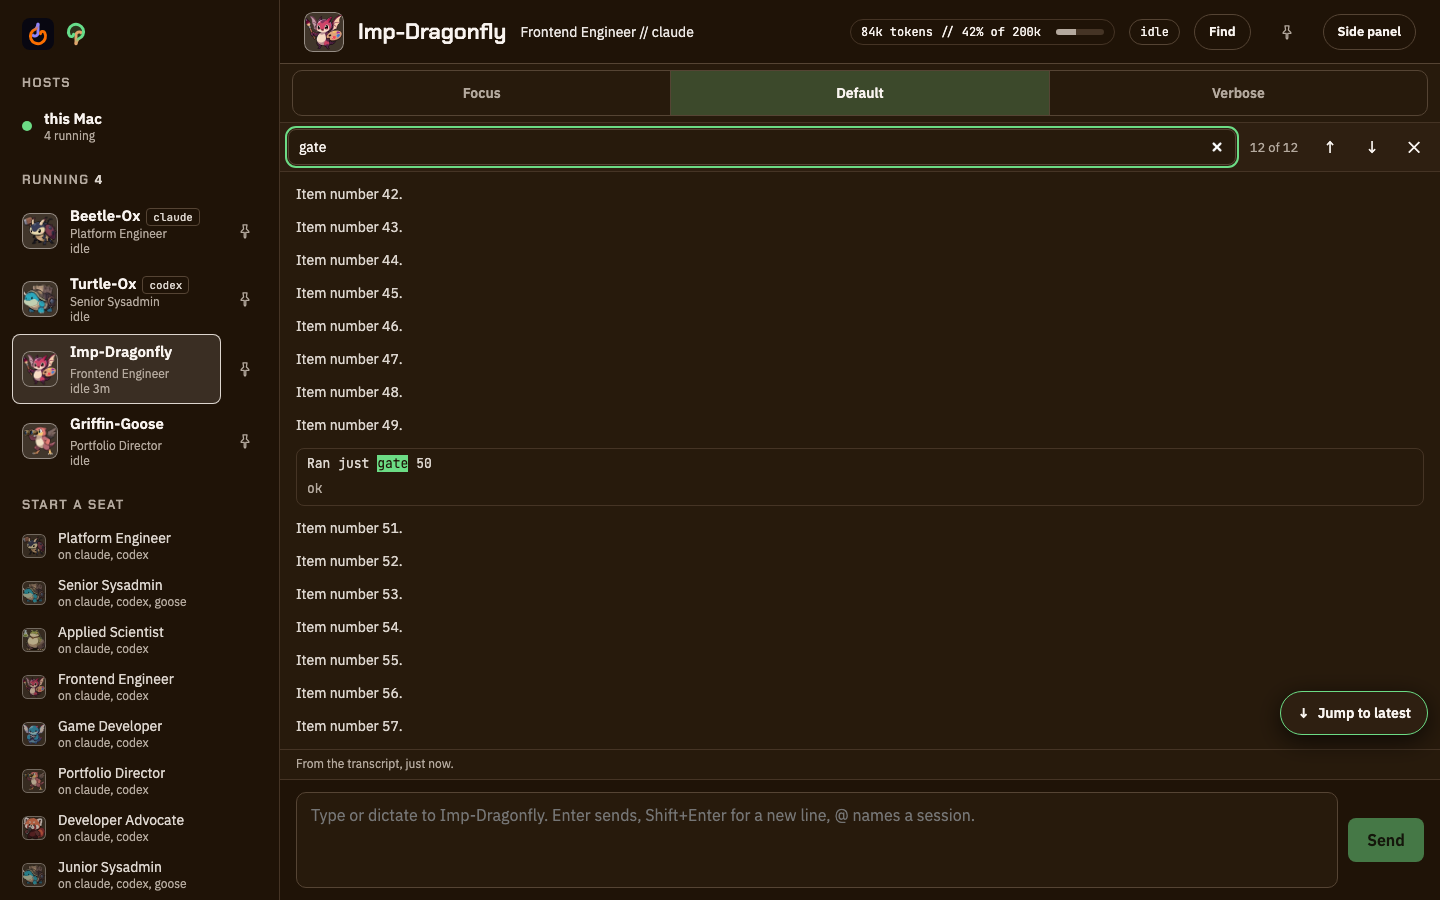 HOSTS
this Mac
4 running
RUNNING 4
Beetle-Ox claude
Platform Engineer
idle
Turtle-Ox codex
Senior Sysadmin
idle
Imp-Dragonfly
Frontend Engineer
idle 3m
Griffin-Goose
Portfolio Director
idle
START A SEAT
Platform Engineer
on claude, codex
Senior Sysadmin
on claude, codex, goose
Applied Scientist
on claude, codex
Frontend Engineer
on claude, codex
Game Developer
on claude, codex
Portfolio Director
on claude, codex
Developer Advocate
on claude, codex
Junior Sysadmin
on claude, codex, goose
Imp-Dragonfly Frontend Engineer // claude 84k tokens // 42% of 200k idle Find Side panel
Focus Default Verbose
gate 12 of 12
Item number 42.
Item number 43.
Item number 44.
Item number 45.
Item number 46.
Item number 47.
Item number 48.
Item number 49.
Ran just gate 50
ok
Item number 51.
Item number 52.
Item number 53.
Item number 54.
Item number 55.
Item number 56.
Item number 57.
Jump to latest
From the transcript, just now.
Type or dictate to Imp-Dragonfly. Enter sends, Shift+Enter for a new line, @ names a session.
Send